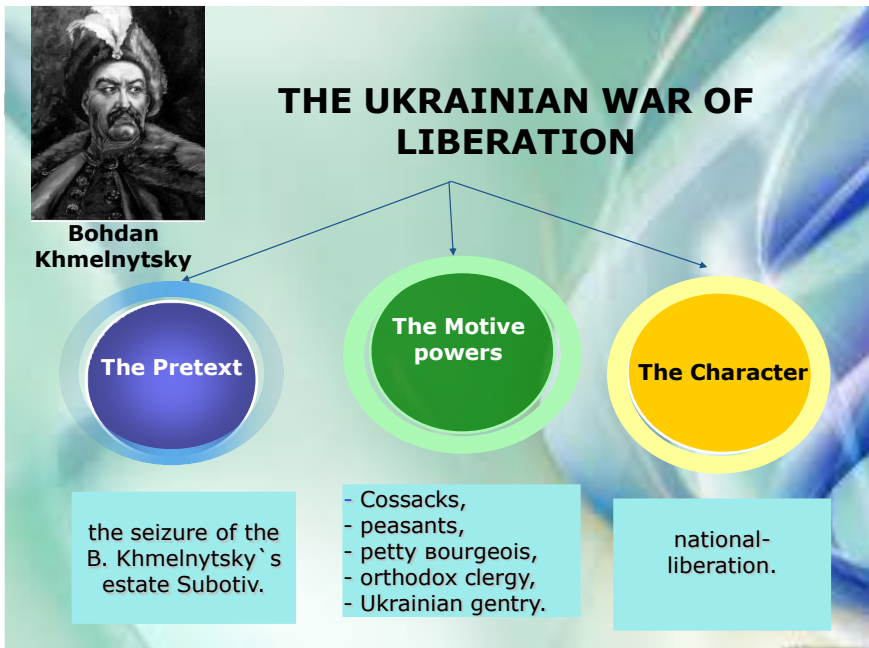 THE UKRAINIAN WAR OF
LIBERATION
Bohdan
Khmelnytsky
The Pretext
The Motive
powers
The Character
the seizure of the
B. Khmelnytsky`s
estate Subotiv.
- Cossacks,
- peasants,
- petty вourgeois,
- orthodox clergy,
- Ukrainian gentry.
national-
liberation.